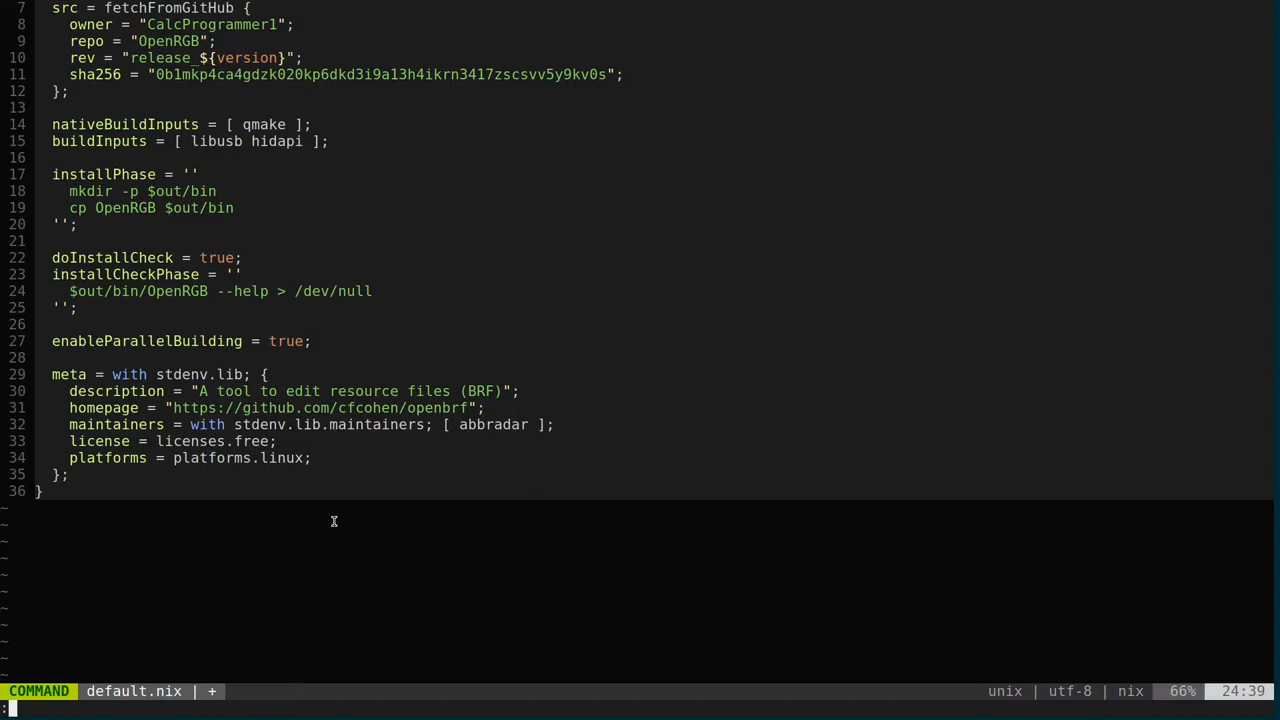 7 src = fetchFromGitHub {
8 owner = "CalcProgrammer1";
9 repo = "OpenRGB";
10 rev = "release_${version}";
11 sha256 = "0b1mkp4ca4gdzk020kp6dkd3i9a13h4ikrn3417zscsvv5y9kv0s";
12 };
13
14 nativeBuildInputs = [ qmake ];
15 buildInputs = [ libusb hidapi ];
16
17 installPhase = ''
18 mkdir -p $out/bin
19 cp OpenRGB $out/bin
20 '';
21
22 doInstallCheck = true;
23 installCheckPhase = ''
24 $out/bin/OpenRGB --help > /dev/null
25 '';
26
27 enableParallelBuilding = true;
28
29 meta = with stdenv.lib; {
30 description = "A tool to edit resource files (BRF)";
31 homepage = "https://github.com/cfcohen/openbrf";
32 maintainers = with stdenv.lib.maintainers; [ abbradar ];
33 license = licenses.free;
34 platforms = platforms.linux;
35 };
36 }
~
~
~
~
~
~
~
~
~
~
~
COMMAND default.nix | + unix | utf-8 | nix 66% 24:39
: